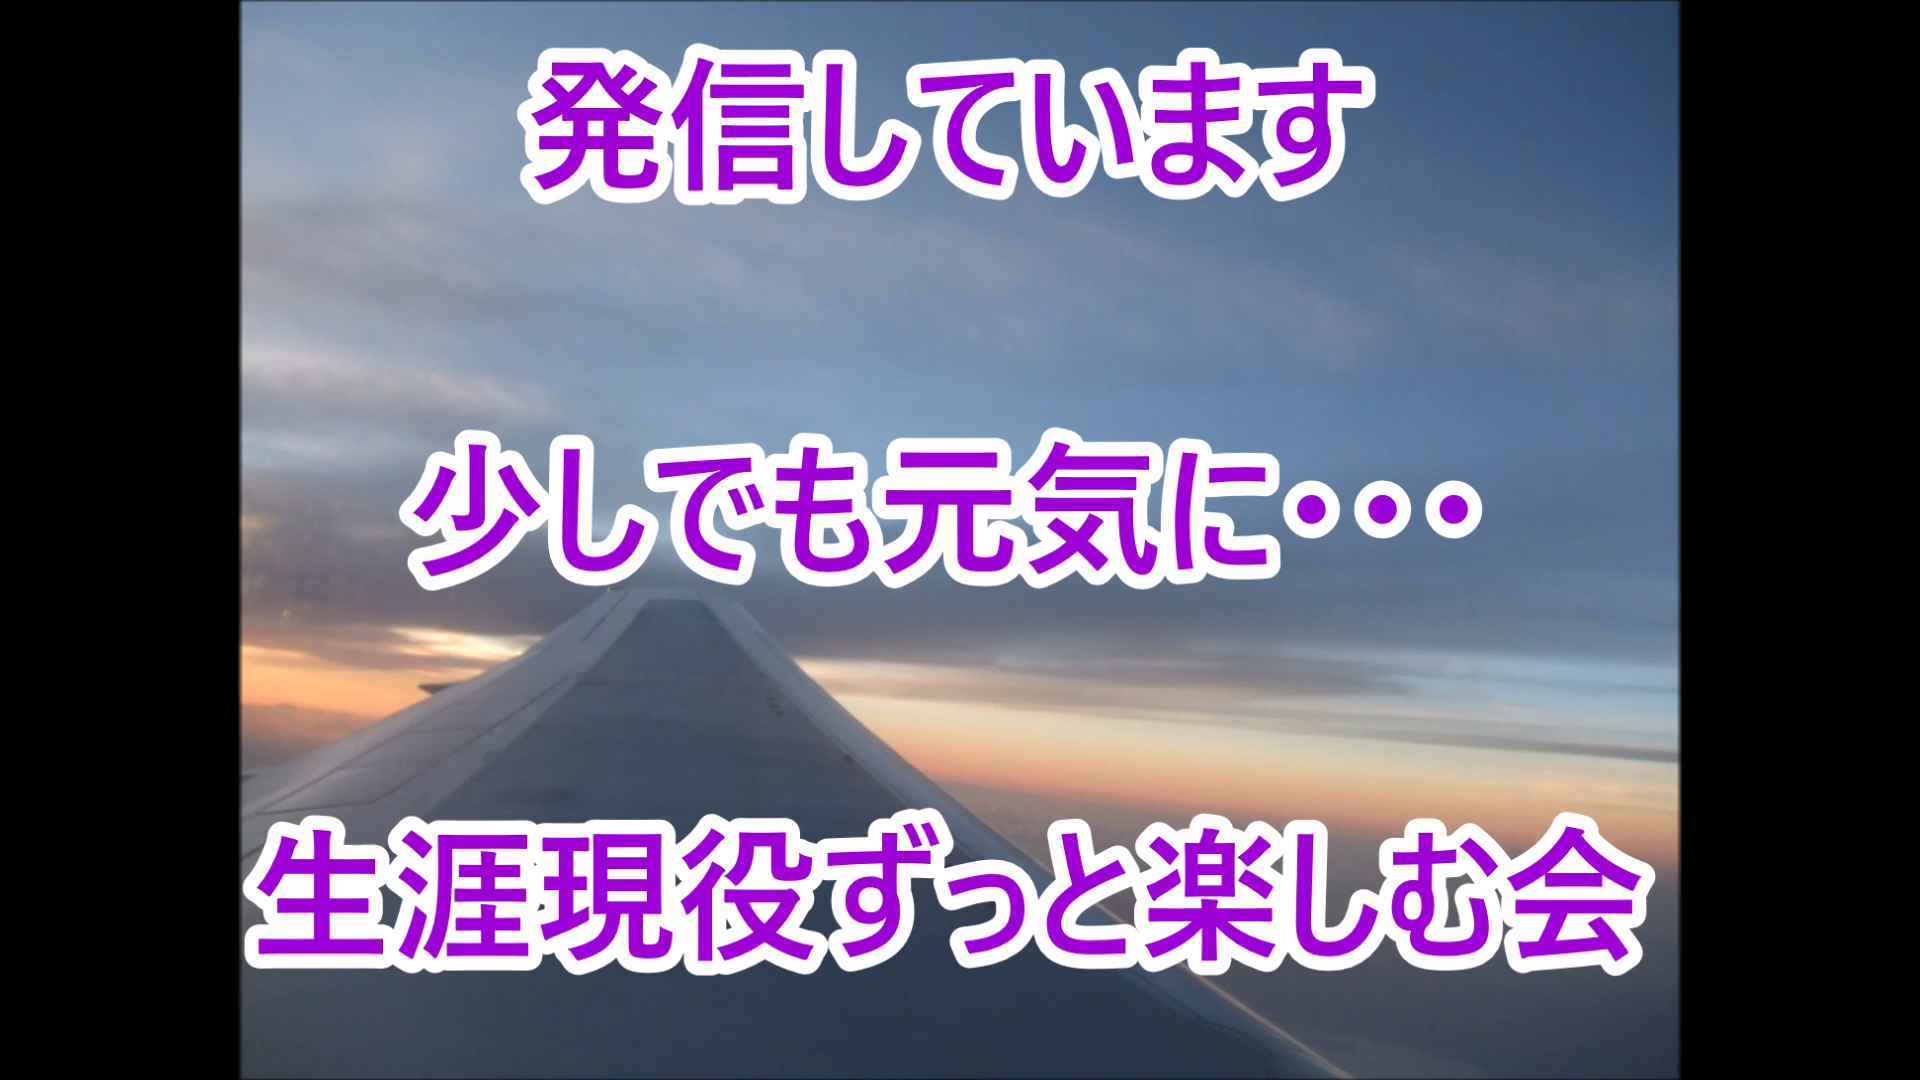 発信しています
少しでも元気に・・・
生涯現役ずっと楽しむ会